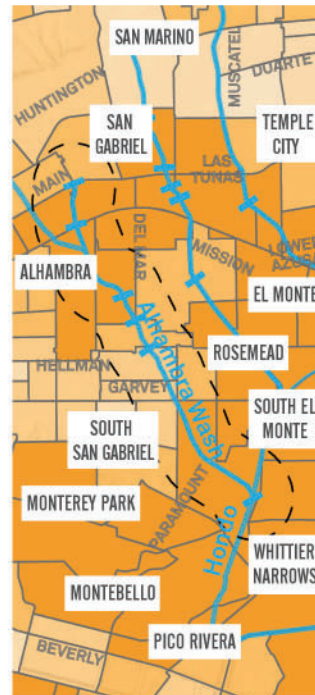 SAN MARINO
MUSCATEL
DUARTE
HUNTINGTON
SAN
GABRIEL
TEMPLE
CITY
LAS
TUNAS
MAIN
DEL MAR
MISSION
LOWER
AZUSA
ALHAMBRA
EL MONTE
Alhambra Wash
ROSEMEAD
HELLMAN
GARVEY
SOUTH EL
MONTE
SOUTH
SAN GABRIEL
PARAMOUNT
MONTEREY PARK
Hondo
WHITTIER
NARROWS
MONTEBELLO
PICO RIVERA
BEVERLY